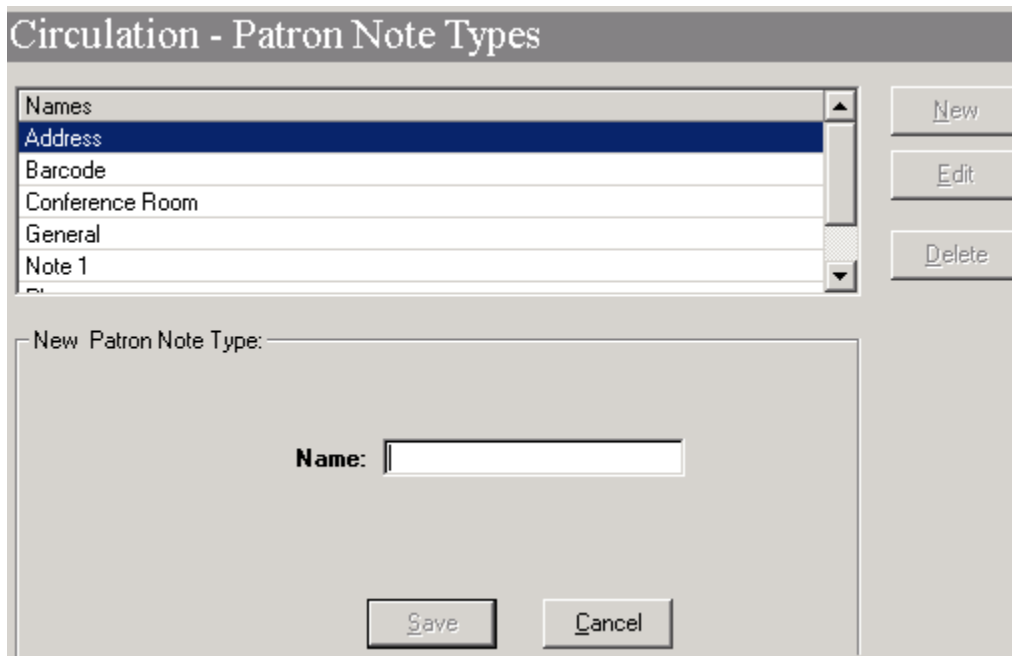 Circulation - Patron Note Types
Names
Address
Barcode
Conference Room
General
Note 1
New
Edit
Delete
New Patron Note Type:
Name:
Save
Cancel